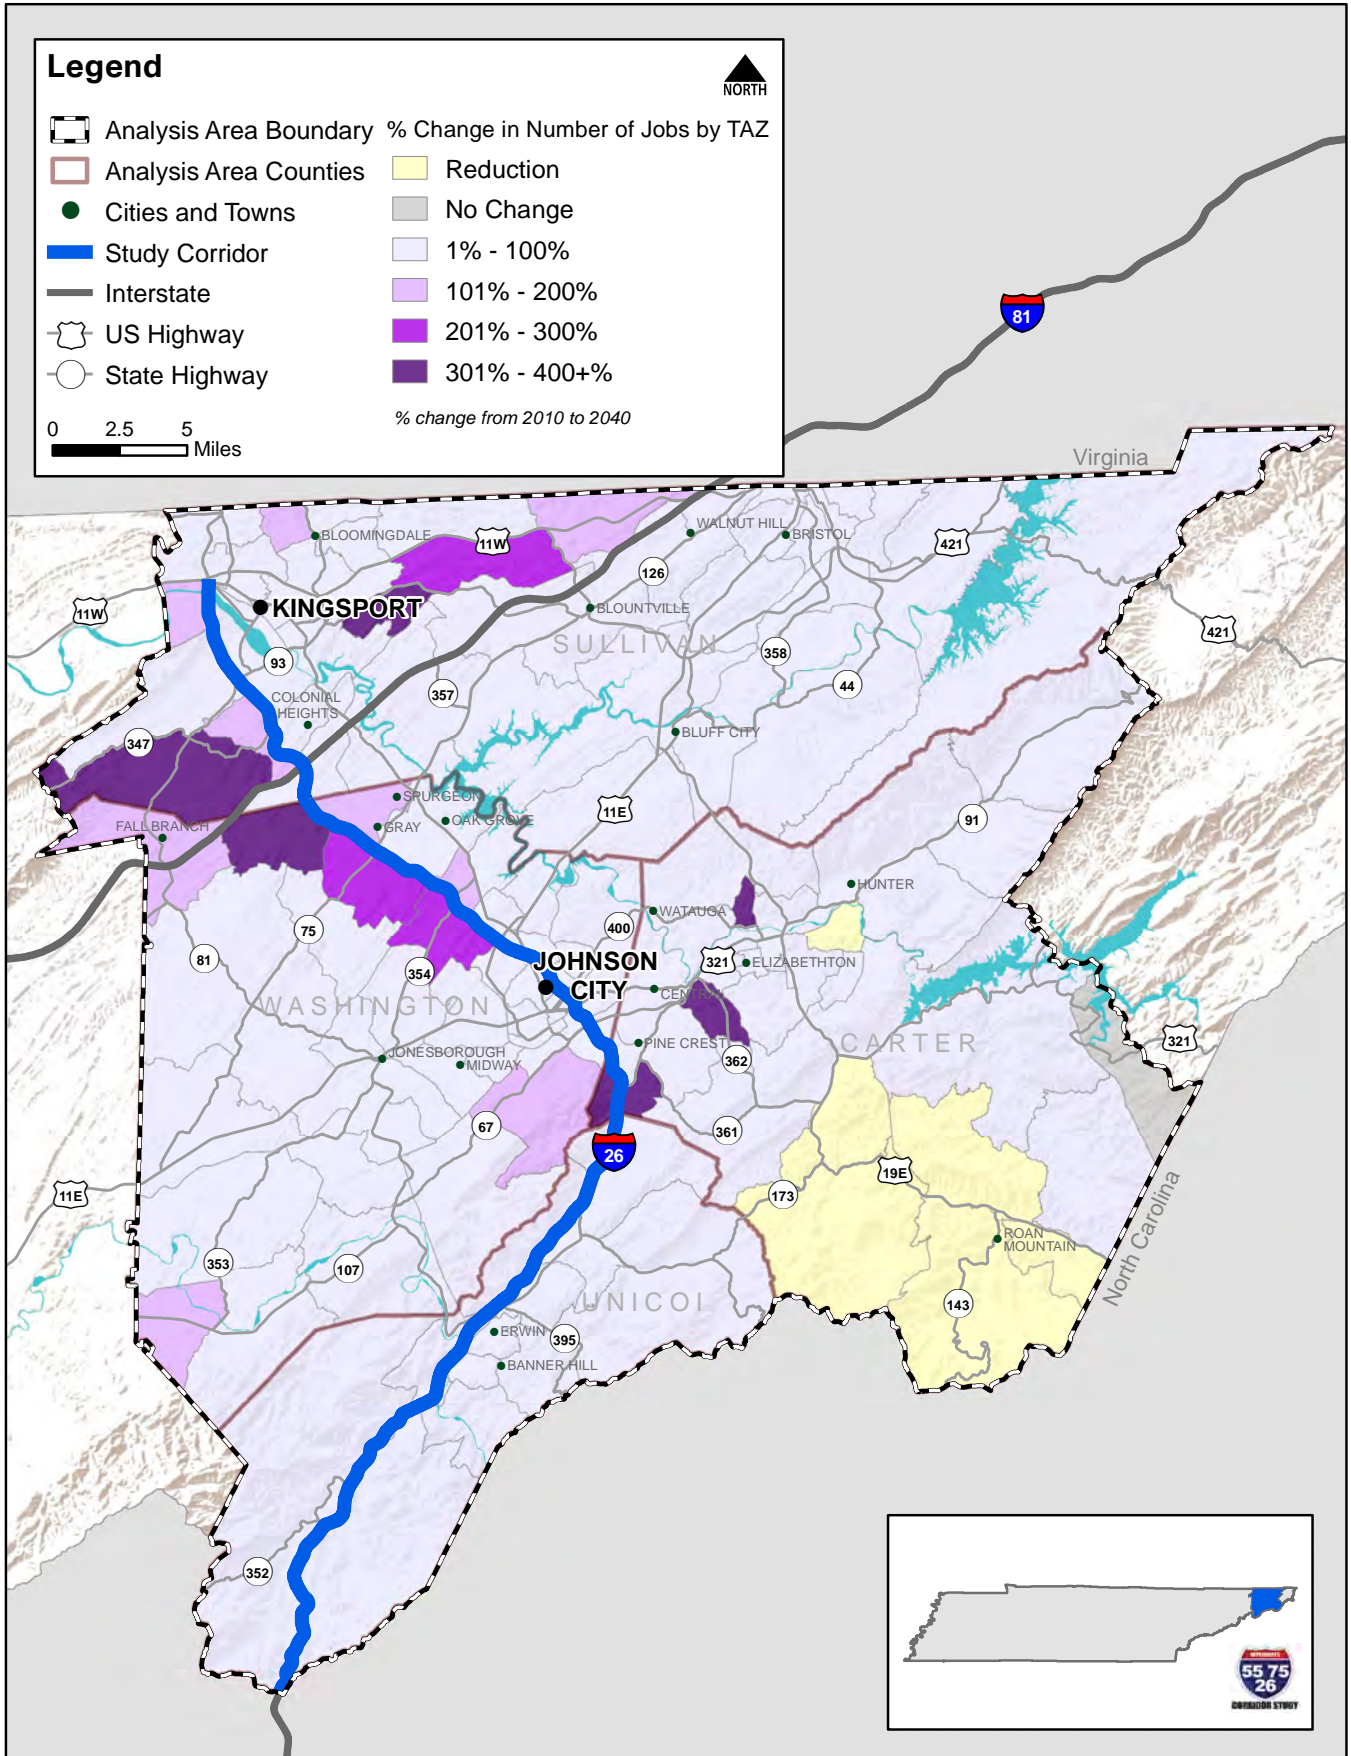 Legend
NORTH
Analysis Area Boundary
Analysis Area Counties
Cities and Towns
Study Corridor
Interstate
US Highway
State Highway
0 2.5 5
Miles
% Change in Number of Jobs by TAZ
Reduction
No Change
1% - 100%
101% - 200%
201% - 300%
301% - 400+%
% change from 2010 to 2040
81
Virginia
BLOOMINGDALE
11W
WALNUT HILL
BRISTOL
421
126
11W
KINGSPORT
BLOUNTVILLE
SULLIVAN
421
93
358
357
44
COLONIAL
HEIGHTS
BLUFF CITY
347
SPURGEON
11E
91
FALL BRANCH
GRAY
OAK GROVE
HUNTER
WATAUGA
75
400
81
354
321
ELIZABETHTON
JOHNSON
CITY
CENTRAL
WASHINGTON
CARTER
321
PINE CREST
JONESBOROUGH
MIDWAY
362
67
361
26
19E
11E
173
North Carolina
ROAN
MOUNTAIN
353
107
UNICOI
143
ERWIN
395
BANNER HILL
352
55 75
26
CORRIDOR STUDY